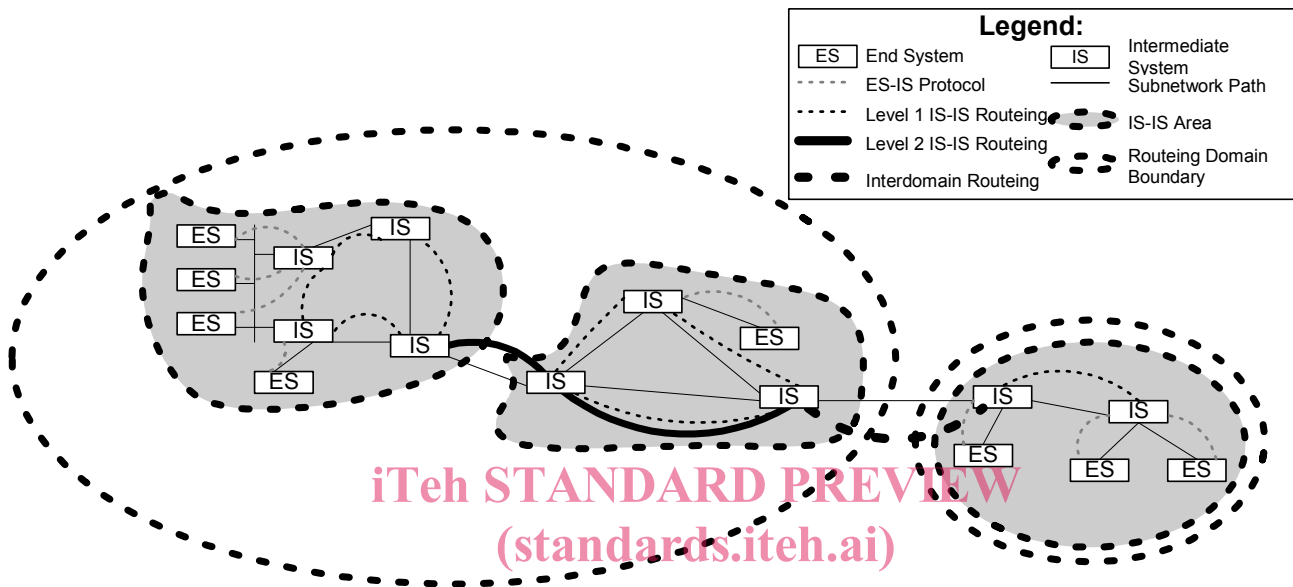 Legend:
ES End System
IS Intermediate System
ES-IS Protocol
Subnetwork Path
Level 1 IS-IS Routeing
IS-IS Area
Level 2 IS-IS Routeing
Routeing Domain Boundary
Interdomain Routeing
ES
IS
IS
ES
ES
IS
IS
ES
IS
ES
IS
IS
IS
IS
ES
ES
ES
iTeh STANDARD PREVIEW
(standards.iteh.ai)